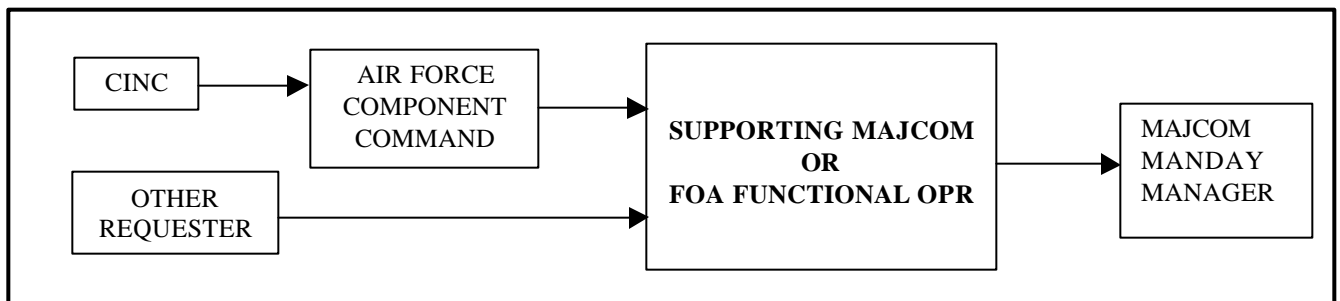 CINC
AIR FORCE
COMPONENT
COMMAND
OTHER
REQUESTER
SUPPORTING MAJCOM
OR
FOA FUNCTIONAL OPR
MAJCOM
MANDAY
MANAGER